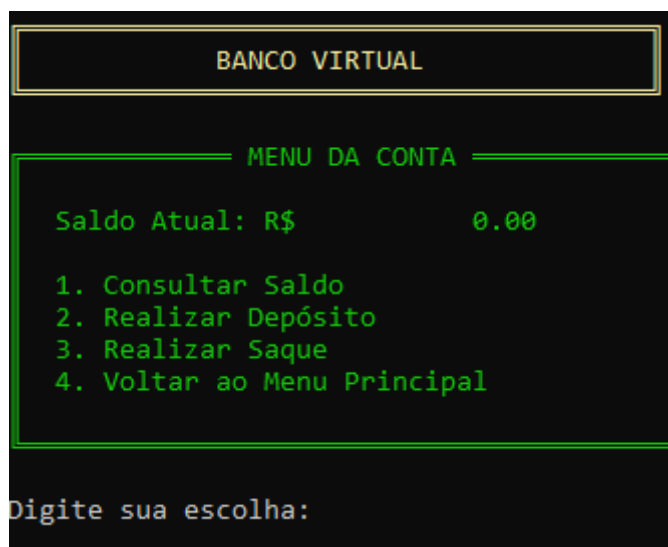 BANCO VIRTUAL
MENU DA CONTA
Saldo Atual: R$ 0.00
1. Consultar Saldo
2. Realizar Depósito
3. Realizar Saque
4. Voltar ao Menu Principal
Digite sua escolha: